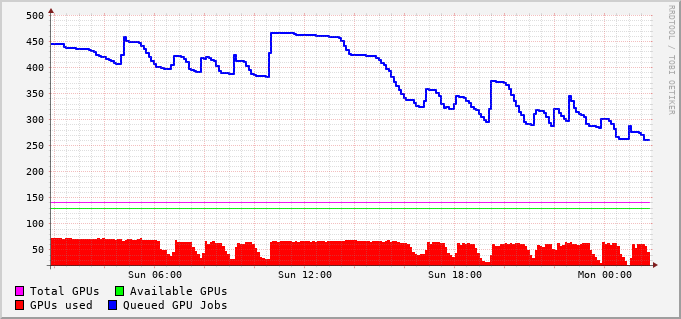 500
450
400
350
300
250
200
150
100
50
Sun 06:00 Sun 12:00 Sun 18:00 Mon 00:00
Total GPUs Available GPUs
GPUs used Queued GPU Jobs
RRDTOOL / TOBI OETIKER